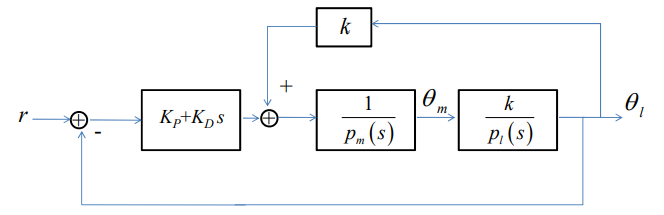 k
+
r
-
K_P+K_D s
1
p_m(s)
θ_m
k
p_l(s)
θ_l